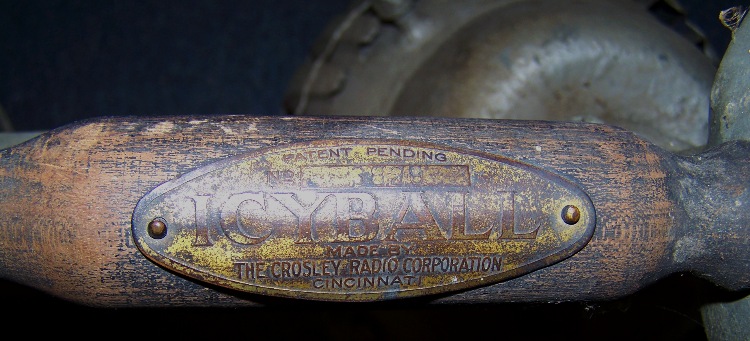 PATENT PENDING
ICYBALL
MADE BY
THE CROSLEY RADIO CORPORATION
CINCINNATI